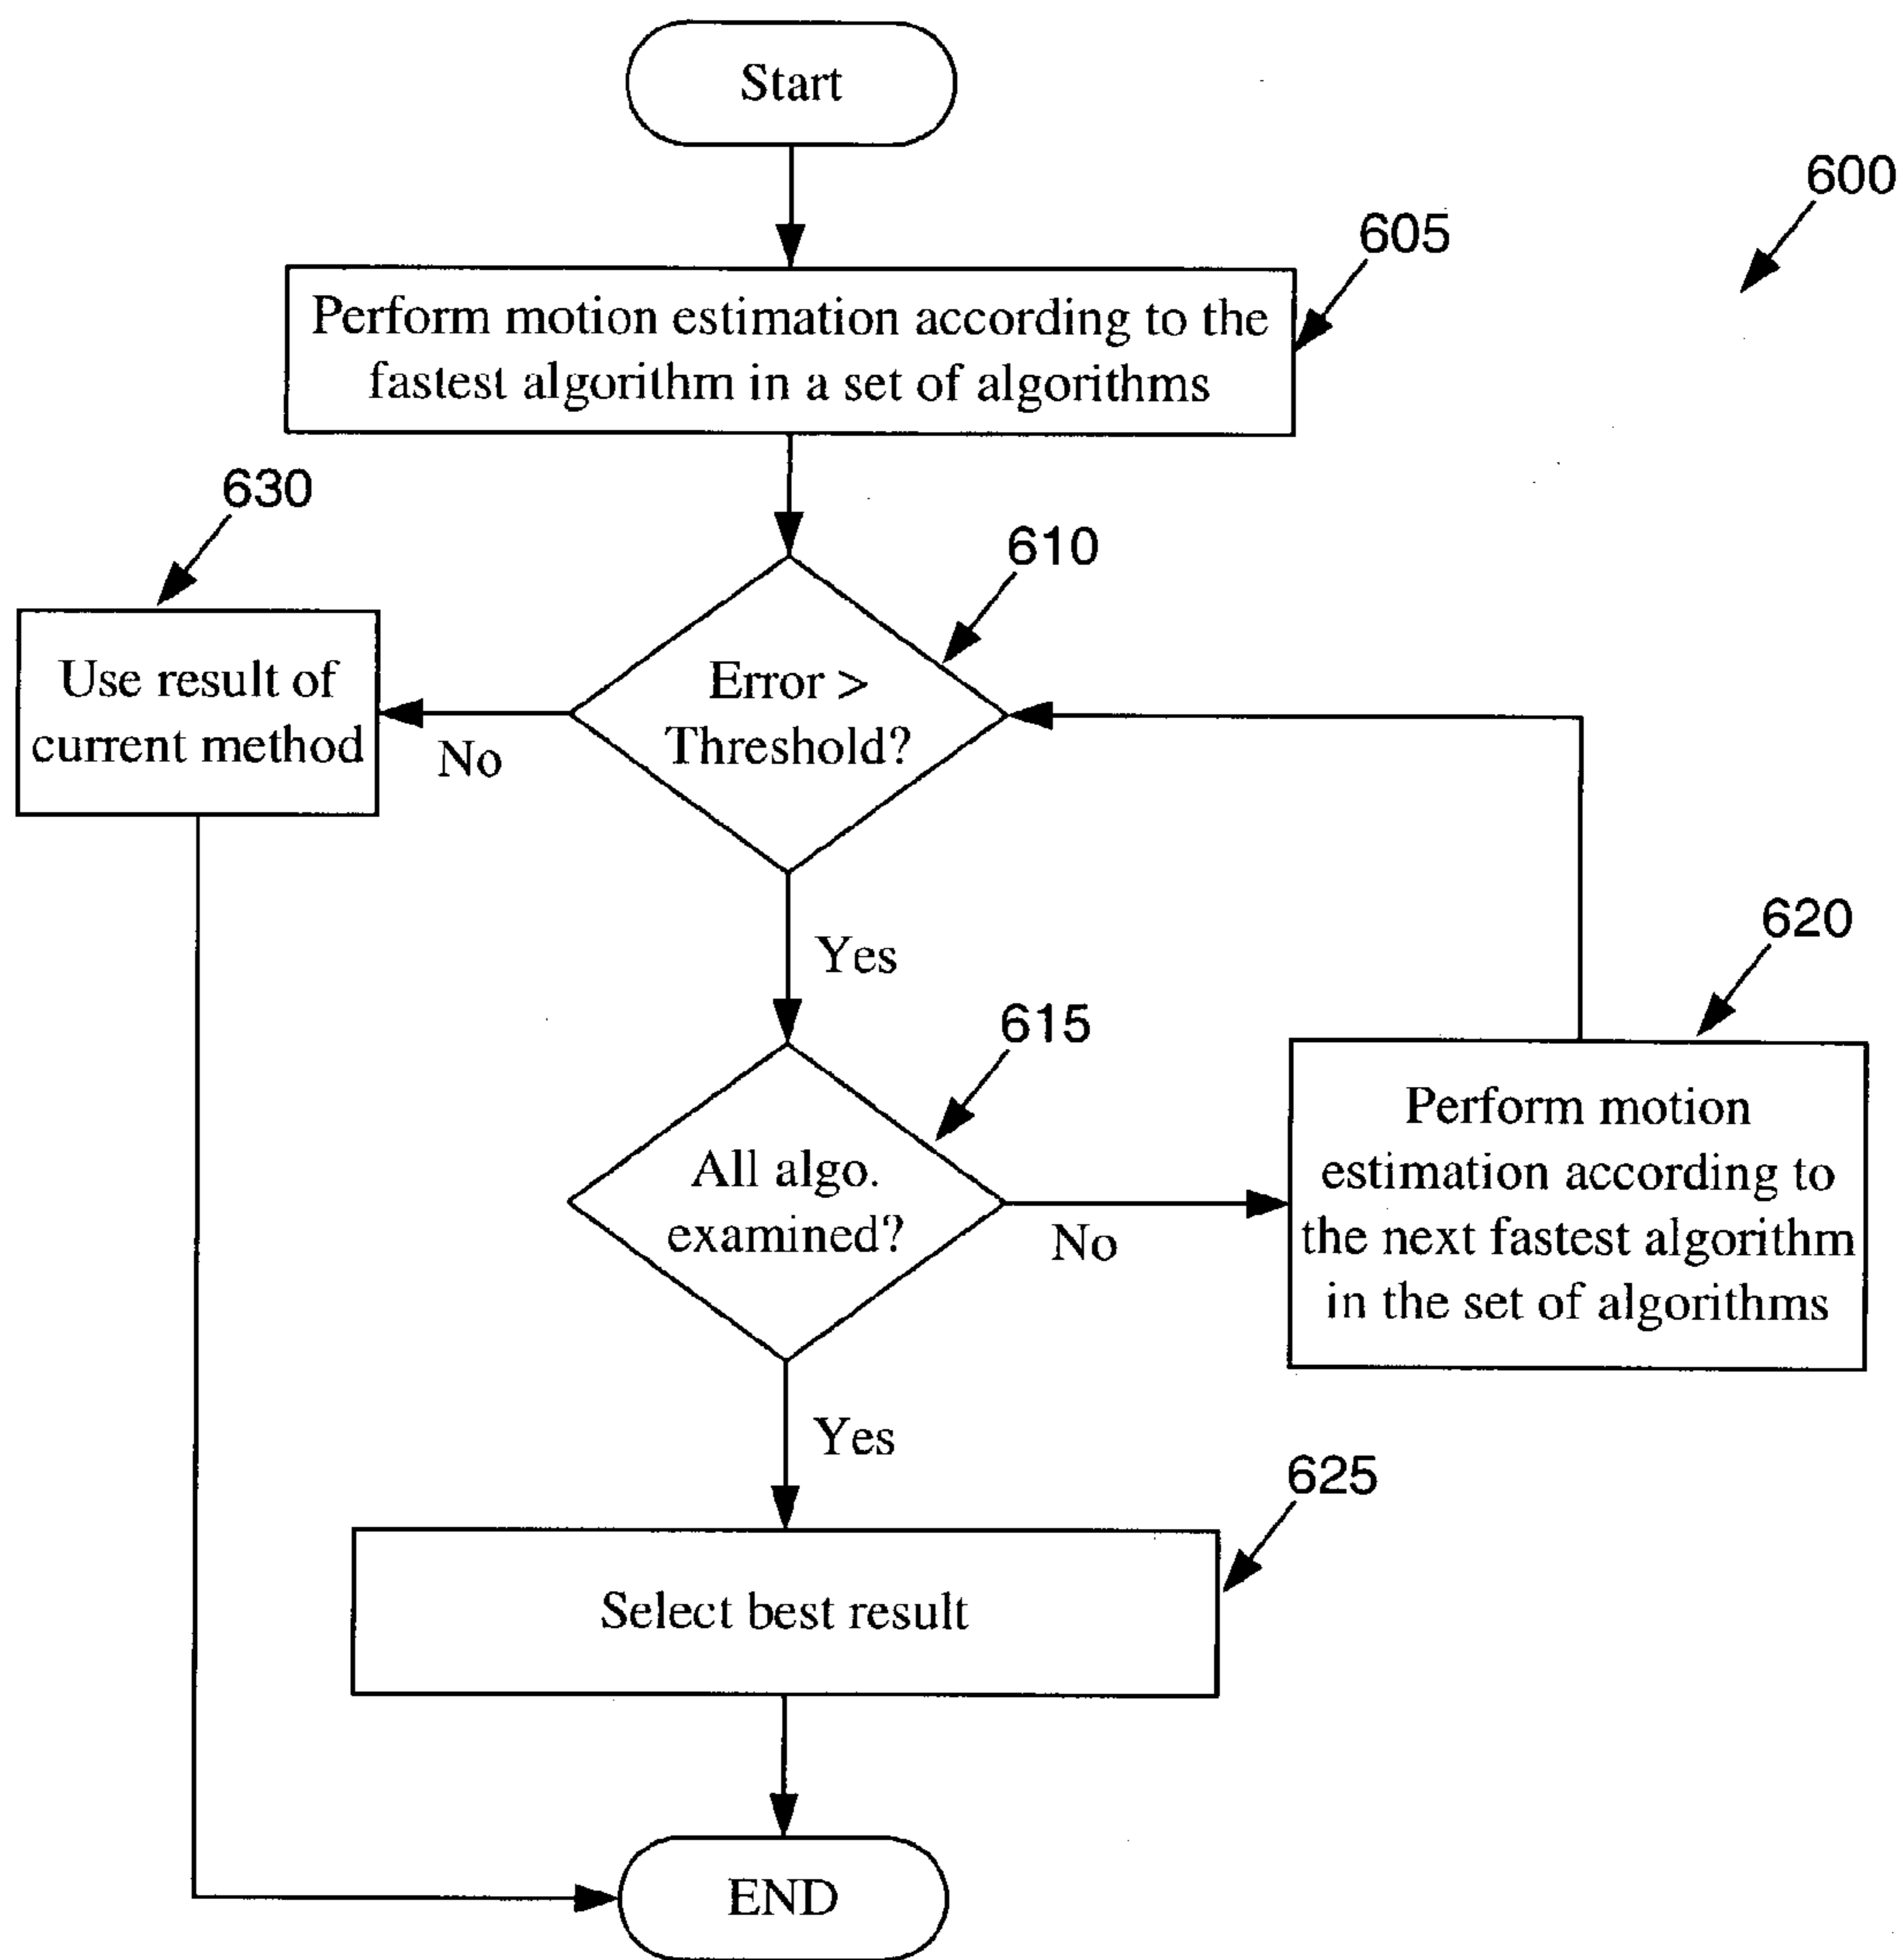 Start
600
605
Perform motion estimation according to the
fastest algorithm in a set of algorithms
630
610
Use result of
current method
No
Error >
Threshold?
Yes
620
615
All algo.
examined?
No
Perform motion
estimation according to
the next fastest algorithm
in the set of algorithms
Yes
625
Select best result
END